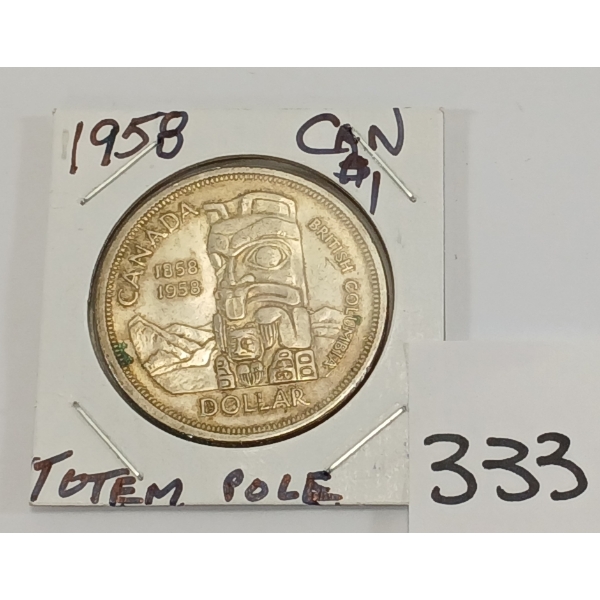 1958 CAN
$1
CANADA
BRITISH COLUMBIA
1858
1958
DOLLAR
TOTEM POLE
333